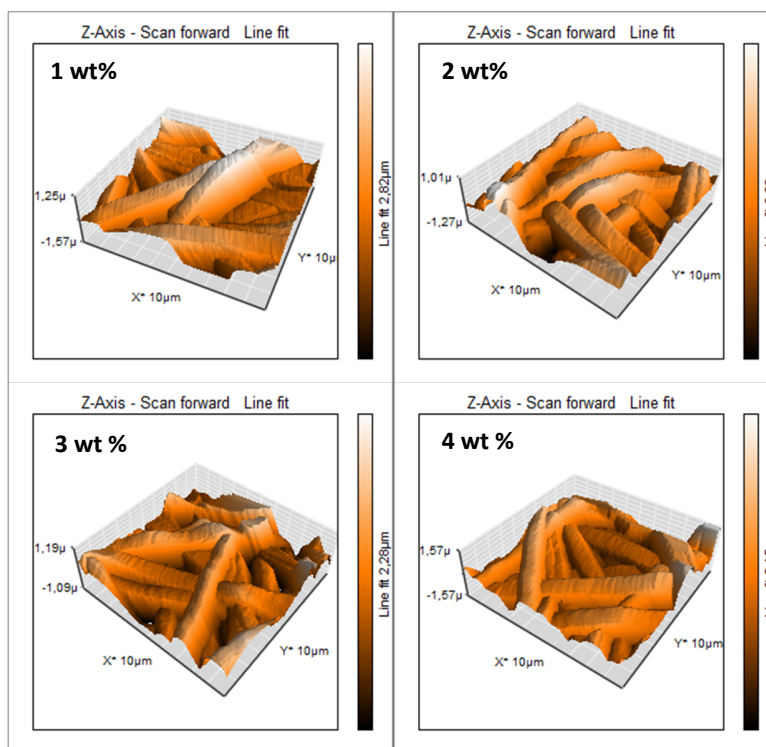 Z-Axis - Scan forward Line fit
1 wt%
1,25µ
-1,57µ
X* 10µm
Y* 10µ
Line fit 2,82µm
Z-Axis - Scan forward Line fit
2 wt%
1,01µ
-1,27µ
X* 10µm
Y* 10µm
Z-Axis - Scan forward Line fit
3 wt %
1,19µ
-1,09µ
X* 10µm
Y* 10µm
Line fit 2,28µm
Z-Axis - Scan forward Line fit
4 wt %
1,57µ
-1,57µ
X* 10µm
Y* 10µm